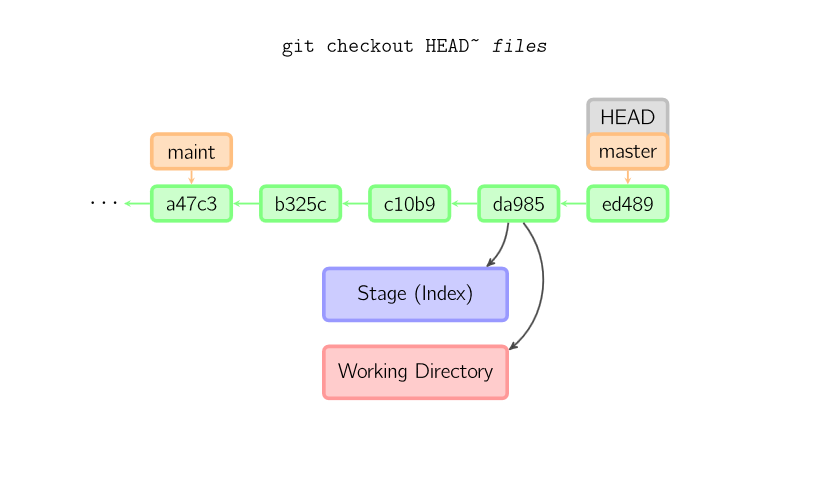 git checkout HEAD~ files
HEAD
maint
master
... a47c3 b325c c10b9 da985 ed489
Stage (Index)
Working Directory